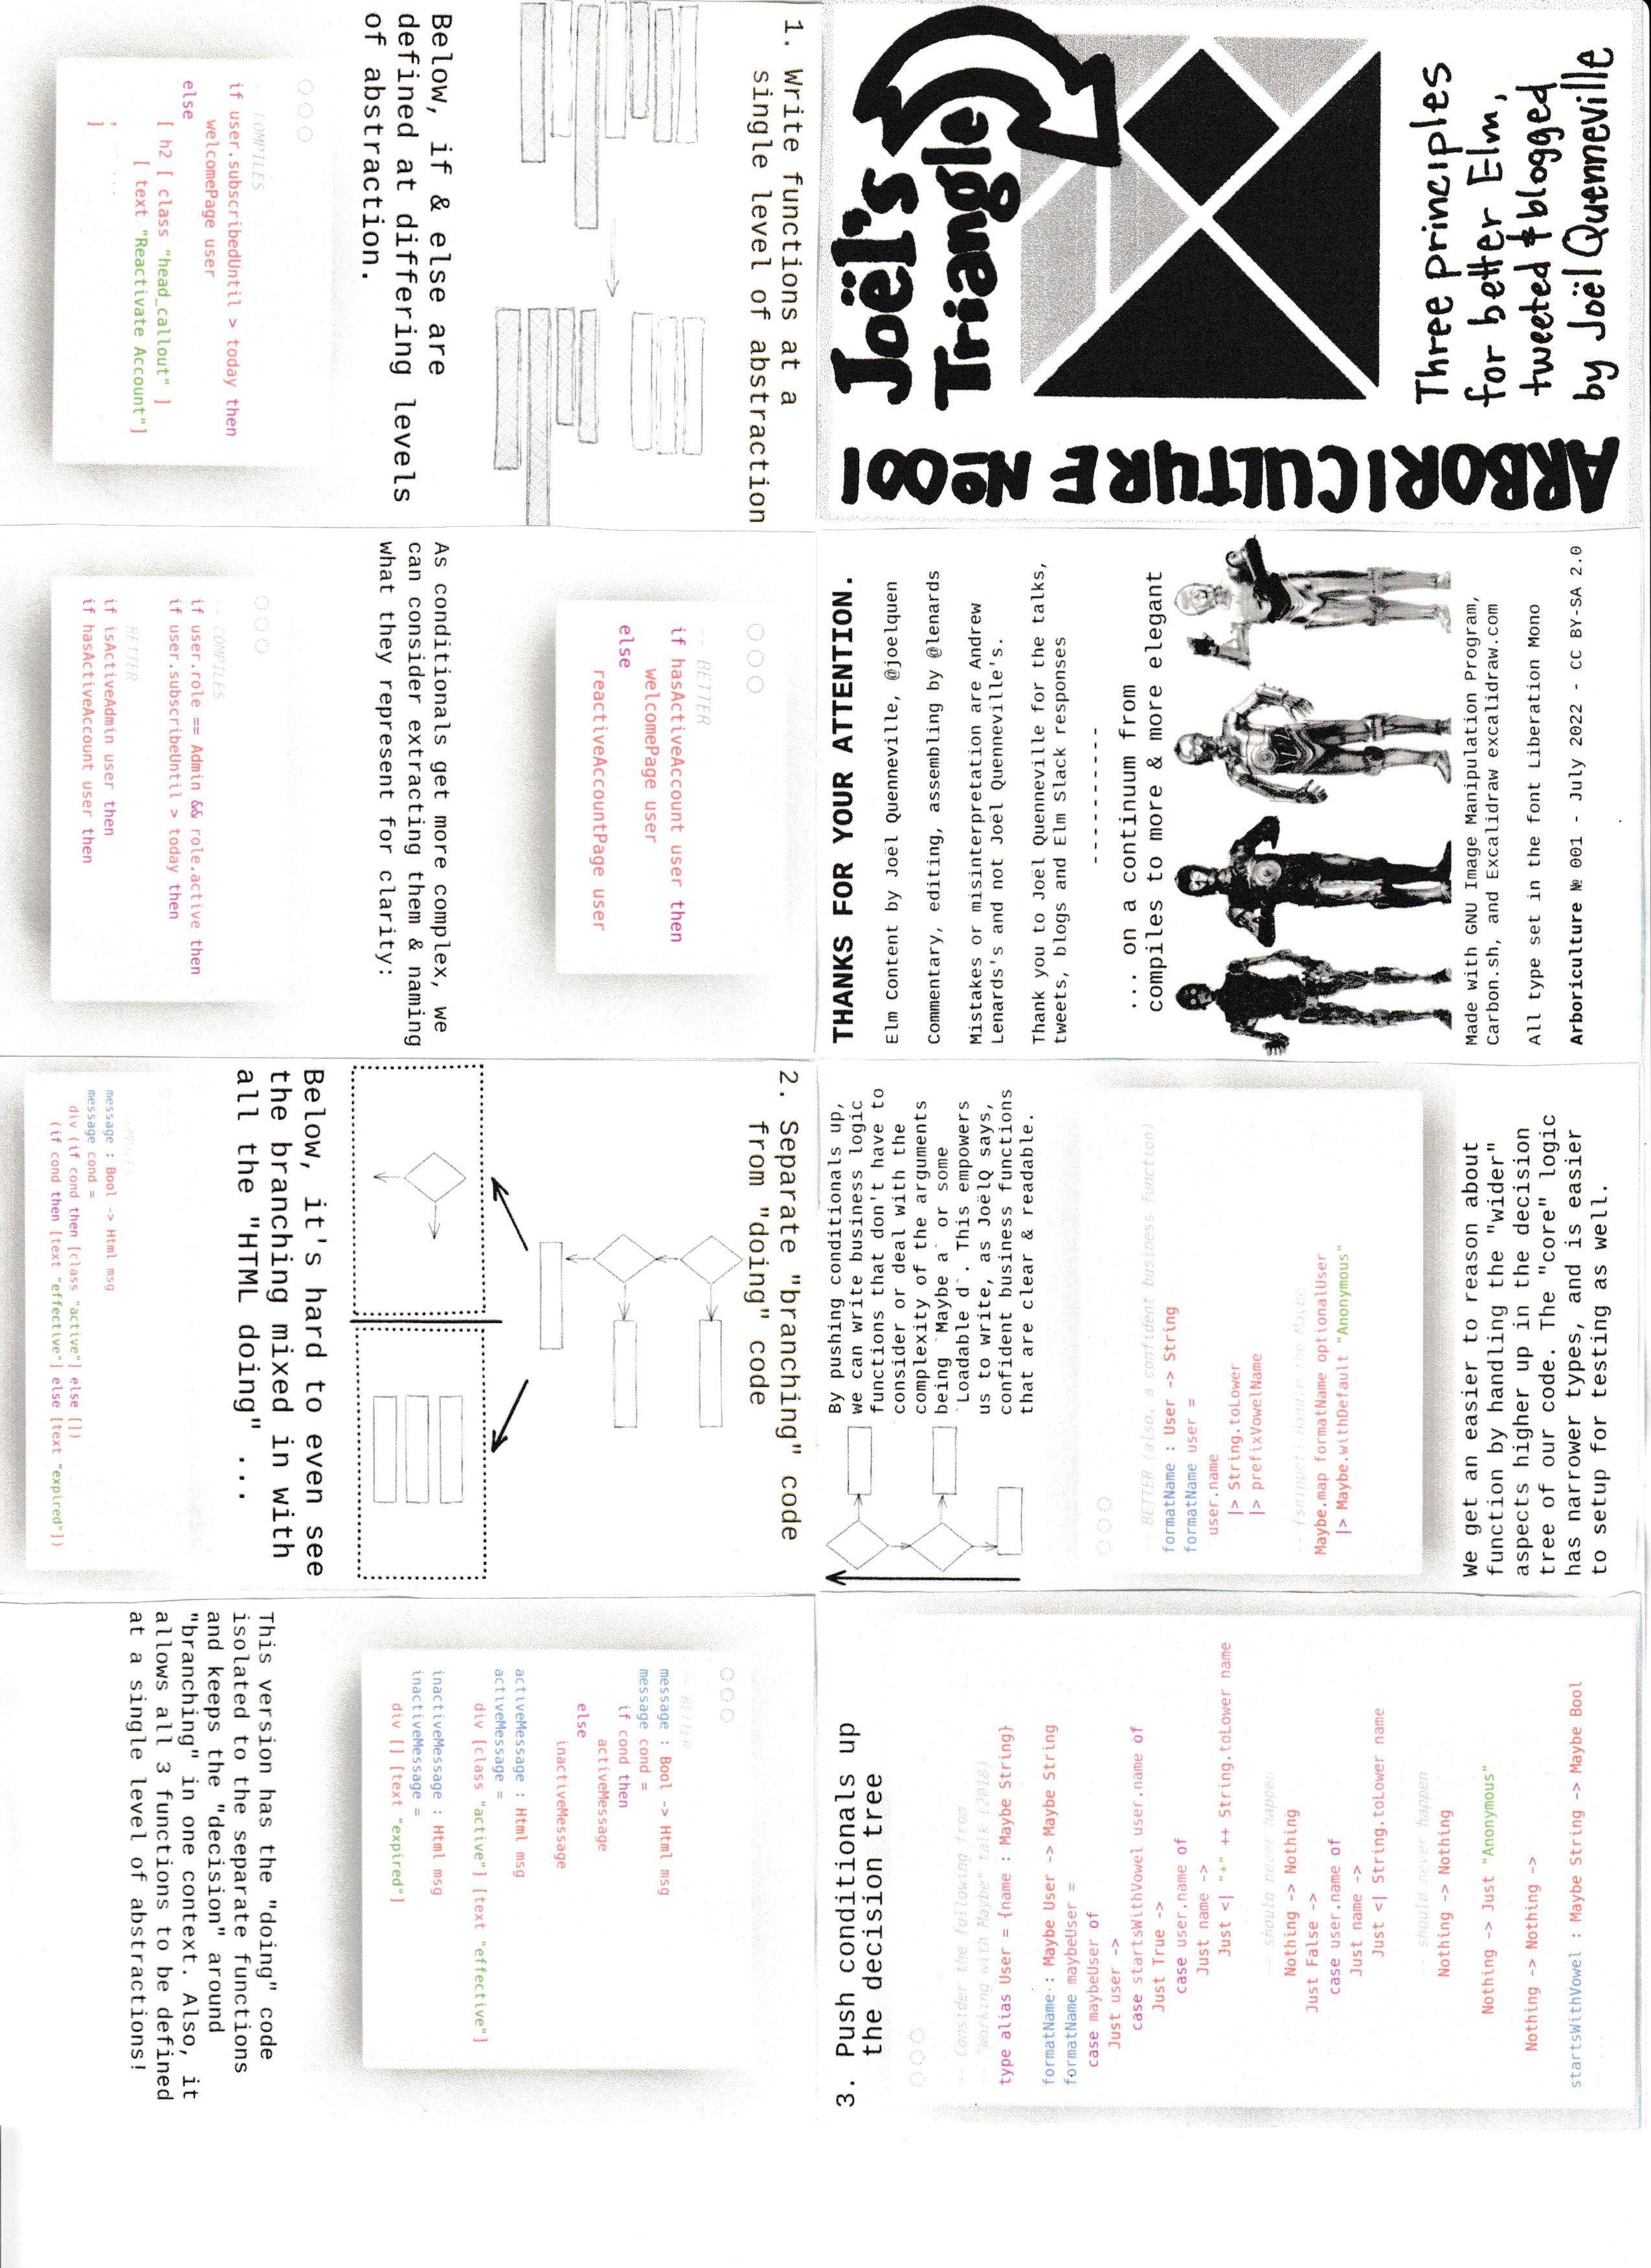 Joël's
Triangle
Three principles
for better Elm,
tweeted & blogged
by Joël Quenneville
ARBORICULTURE № 001
1. Write functions at a
single level of abstraction
Below, if & else are
defined at differing levels
of abstraction.
-- COMPILES
if user.subscribedUntil > today then
welcomePage user
else
[ h2 [ class "head_callout" ]
[ text "Reactivate Account"]
, ...
]
-- BETTER
if hasActiveAccount user then
welcomePage user
else
reactiveAccountPage user
As conditionals get more complex, we
can consider extracting them & naming
what they represent for clarity:
-- COMPILES
if user.role == Admin && role.active then
if user.subscribeUntil > today then
-- BETTER
if isActiveAdmin user then
if hasActiveAccount user then
2. Separate "branching" code
from "doing" code
Below, it's hard to even see
the branching mixed in with
all the "HTML doing" ...
-- COMPILES
message : Bool -> Html msg
message cond =
div (if cond then [class "active"] else [])
(if cond then [text "effective"] else [text "expired"])
-- BETTER
message : Bool -> Html msg
message cond =
if cond then
activeMessage
else
inactiveMessage
activeMessage : Html msg
activeMessage =
div [class "active"] [text "effective"]
inactiveMessage : Html msg
inactiveMessage =
div [] [text "expired"]
This version has the "doing" code
isolated to the separate functions
and keeps the "decision" around
"branching" in one context. Also, it
allows all 3 functions to be defined
at a single level of abstractions!
3. Push conditionals up
the decision tree
-- Consider the following from
-- "Working with Maybe" talk (2018)
type alias User = {name : Maybe String}
formatName : Maybe User -> Maybe String
formatName maybeUser =
case maybeUser of
Just user ->
case startsWithVowel user.name of
Just True ->
case user.name of
Just name ->
Just <| "*" ++ String.toLower name
-- should never happen
Nothing -> Nothing
Just False ->
case user.name of
Just name ->
Just <| String.toLower name
-- should never happen
Nothing -> Nothing
Nothing -> Just "Anonymous"
Nothing -> Nothing ->
startsWithVowel : Maybe String -> Maybe Bool
By pushing conditionals up,
we can write business logic
functions that don't have to
consider or deal with the
complexity of the arguments
being `Maybe a` or some
`Loadable d`. This empowers
us to write, as JoëlQ says,
confident business functions
that are clear & readable.
-- BETTER (also, a confident business function)
formatName : User -> String
formatName user =
user.name
|> String.toLower
|> prefixVowelName
-- (snippet) handle the Maybe
Maybe.map formatName optionalUser
|> Maybe.withDefault "Anonymous"
We get an easier to reason about
function by handling the "wider"
aspects higher up in the decision
tree of our code. The "core" logic
has narrower types, and is easier
to setup for testing as well.
THANKS FOR YOUR ATTENTION.
Elm Content by Joël Quenneville, @joelquen
Commentary, editing, assembling by @lenards
Mistakes or misinterpretation are Andrew
Lenards's and not Joël Quenneville's.
Thank you to Joël Quenneville for the talks,
tweets, blogs and Elm Slack responses
----------
... on a continuum from
compiles to more & more elegant
Made with GNU Image Manipulation Program,
Carbon.sh, and Excalidraw excalidraw.com
All type set in the font Liberation Mono
Arboriculture № 001 - July 2022 - CC BY-SA 2.0